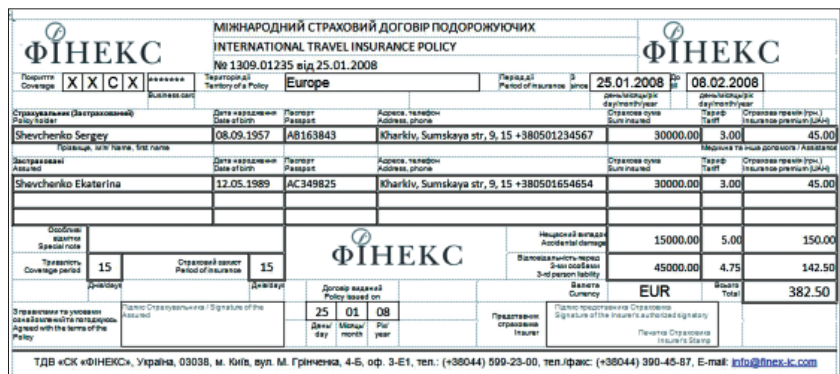 ФІНЕКС
МІЖНАРОДНИЙ СТРАХОВИЙ ДОГОВІР ПОДОРОЖУЮЧИХ
INTERNATIONAL TRAVEL INSURANCE POLICY
№ 1309.01235 від 25.01.2008
ФІНЕКС
Покриття
Coverage
X X C X
*******
Business card
Територія дії
Territory of a Policy
Europe
Період дії
Period of insurance
З
since
25.01.2008
До
till
08.02.2008
день/місяць/рік
day/month/year
день/місяць/рік
day/month/year
Страхувальник (Застрахований)
Policy holder
Дата народження
Date of birth
Паспорт
Passport
Адреса, телефон
Address, phone
Страхова сума
Sum insured
Тариф
Tariff
Страхова премія (грн.)
Insurance premium (UAH)
Shevchenko Sergey 08.09.1957 AB163843 Kharkiv, Sumskaya str, 9, 15 +380501234567 30000.00 3.00 45.00
Прізвище, ім'я/ Name, first name
Медична та інша допомога / Assistance
Застраховані
Assured
Дата народження
Date of birth
Паспорт
Passport
Адреса, телефон
Address, phone
Страхова сума
Sum insured
Тариф
Tariff
Страхова премія (грн.)
Insurance premium (UAH)
Shevchenko Ekaterina 12.05.1989 AC349825 Kharkiv, Sumskaya str, 9, 15 +380501654654 30000.00 3.00 45.00
Особливі
відмітки
Special note
ФІНЕКС
Нещасний випадок
Accidental damage
15000.00 5.00 150.00
Тривалість
Coverage period
15
Дні/days
Страховий захист
Period of insurance
15
Дні/days
Відповідальність перед
3-ми особами
3-rd person liability
45000.00 4.75 142.50
Договір виданий
Policy issued on
Валюта
Currency
EUR
Всього
Total
382.50
З правилами та умовами
ознайомлений та погоджуюсь
Agreed with the terms of the
Policy
Підпис Страхувальника / Signature of the
Assured
25 01 08
День/
day
Місяць/
month
Рік/
year
Представник
страховика
Insurer
Підпис представника Страховика
Signature of the Insurer's authorized signatory
Печатка Страховика
Insurer's Stamp
ТДВ «СК «ФІНЕКС», Україна, 03038, м. Київ, вул. М. Грінченка, 4-Б, оф. 3-Е1, тел.: (+38044) 599-23-00, тел./факс: (+38044) 390-45-87, E-mail: info@finex-ic.com